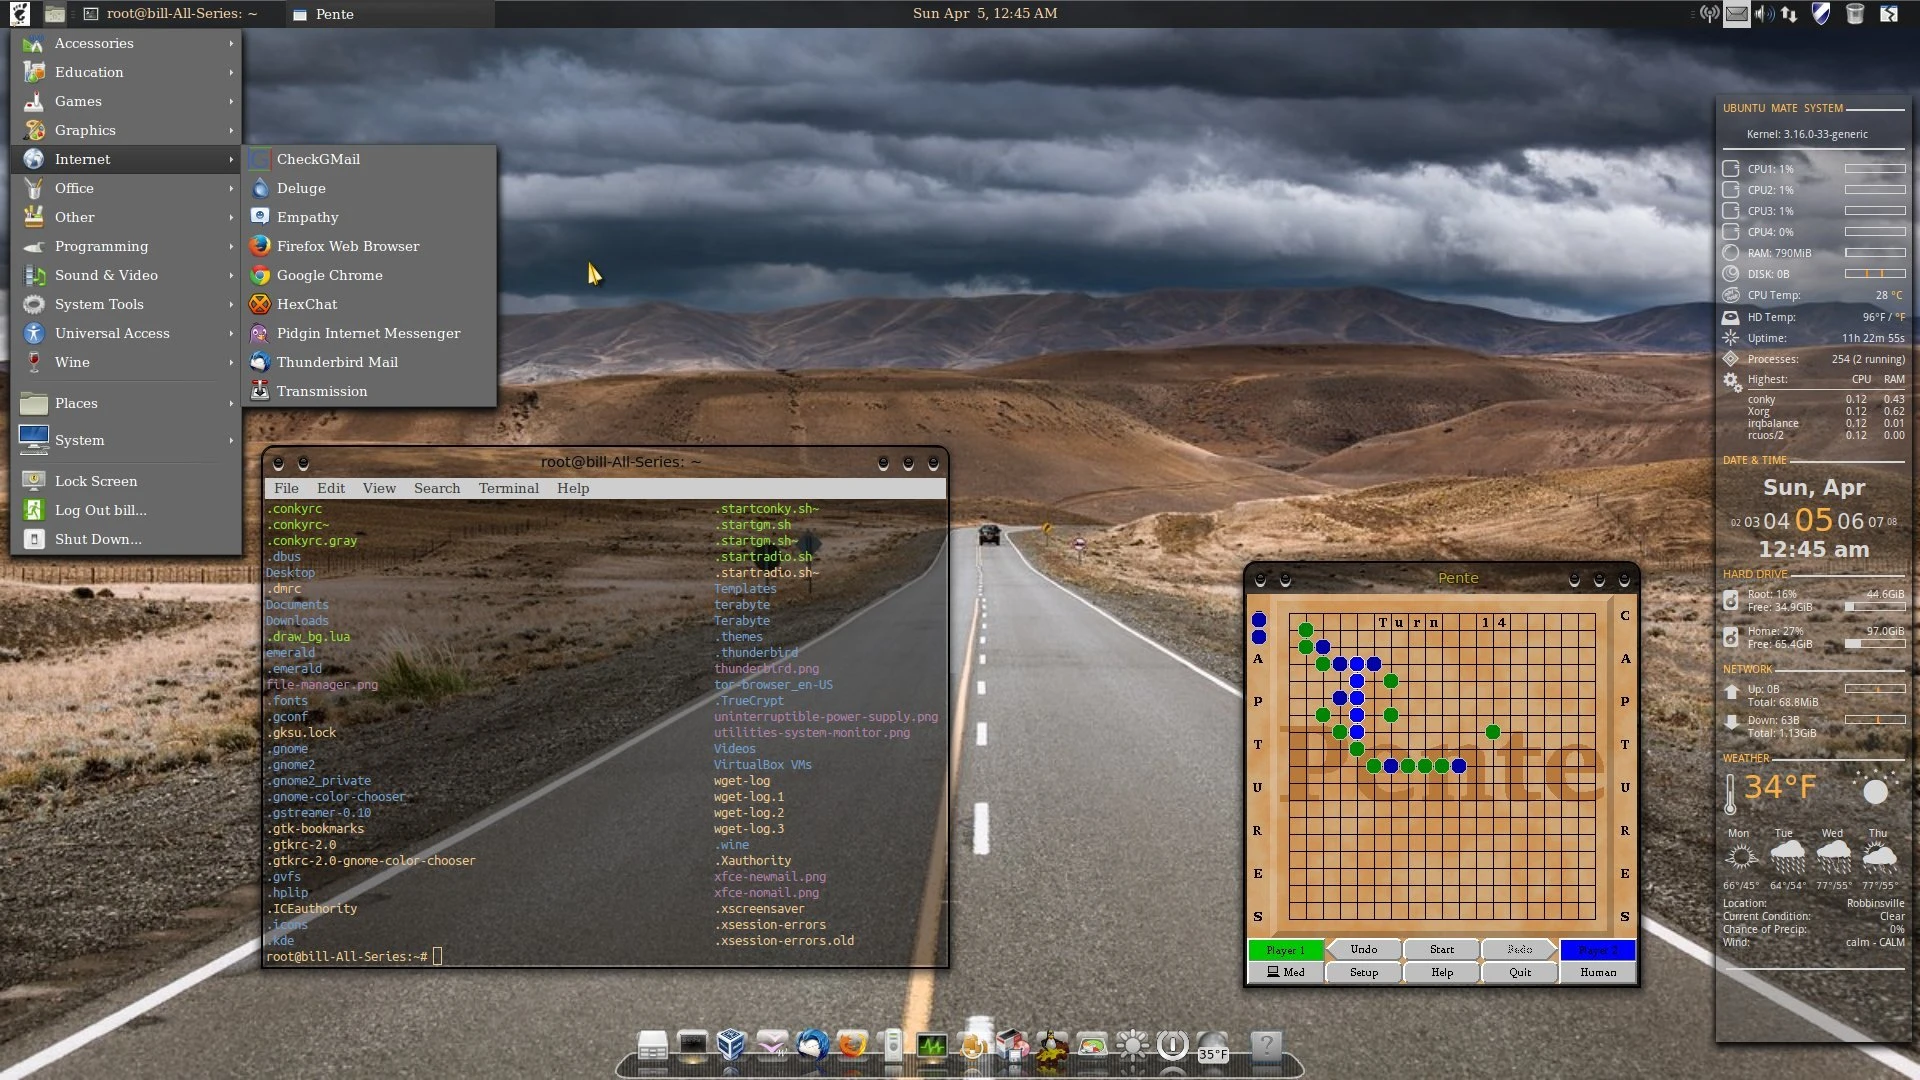 root@bill-All-Series: ~
Pente
Sun Apr  5, 12:45 AM
Accessories
Education
Games
Graphics
Internet
Office
Other
Programming
Sound & Video
System Tools
Universal Access
Wine
Places
System
Lock Screen
Log Out bill...
Shut Down...
CheckGMail
Deluge
Empathy
Firefox Web Browser
Google Chrome
HexChat
Pidgin Internet Messenger
Thunderbird Mail
Transmission
root@bill-All-Series: ~
File Edit View Search Terminal Help
.conkyrc .startconky.sh~
.conkyrc~ .startgm.sh
.conkyrc.gray .startgm.sh~
.dbus .startradio.sh
Desktop .startradio.sh~
.dmrc Templates
Documents terabyte
Downloads Terabyte
.draw_bg.lua .themes
emerald .thunderbird
.emerald thunderbird.png
file-manager.png tor-browser_en-US
.fonts .TrueCrypt
.gconf uninterruptible-power-supply.png
.gksu.lock utilities-system-monitor.png
.gnome Videos
.gnome2 VirtualBox VMs
.gnome2_private wget-log
.gnome-color-chooser wget-log.1
.gstreamer-0.10 wget-log.2
.gtk-bookmarks wget-log.3
.gtkrc-2.0 .wine
.gtkrc-2.0-gnome-color-chooser .Xauthority
.gvfs xfce-newmail.png
.hplip xfce-nomail.png
.ICEauthority .xscreensaver
.icons .xsession-errors
.kde .xsession-errors.old
root@bill-All-Series:~#
Pente
Turn 14
Pente
C
A
P
T
U
R
E
S
A
P
T
U
R
E
S
Player 1 Undo Start Redo Player 2
Med Setup Help Quit Human
UBUNTU MATE SYSTEM
Kernel: 3.16.0-33-generic
CPU1: 1%
CPU2: 1%
CPU3: 1%
CPU4: 0%
RAM: 790MiB
DISK: 0B
CPU Temp: 28 °C
HD Temp: 96°F / °F
Uptime: 11h 22m 55s
Processes: 254 (2 running)
Highest: CPU RAM
conky 0.12 0.43
Xorg 0.12 0.62
irqbalance 0.12 0.01
rcuos/2 0.12 0.00
DATE & TIME
Sun, Apr
02 03 04 05 06 07 08
12:45 am
HARD DRIVE
Root: 16% 44.6GiB
Free: 34.9GiB
Home: 27% 97.0GiB
Free: 65.4GiB
NETWORK
Up: 0B
Total: 68.8MiB
Down: 63B
Total: 1.13GiB
WEATHER
34°F
Mon Tue Wed Thu
66°/45° 64°/54° 77°/55° 77°/55°
Location: Robbinsville
Current Condition: Clear
Chance of Precip: 0%
Wind: calm - CALM
35°F
?